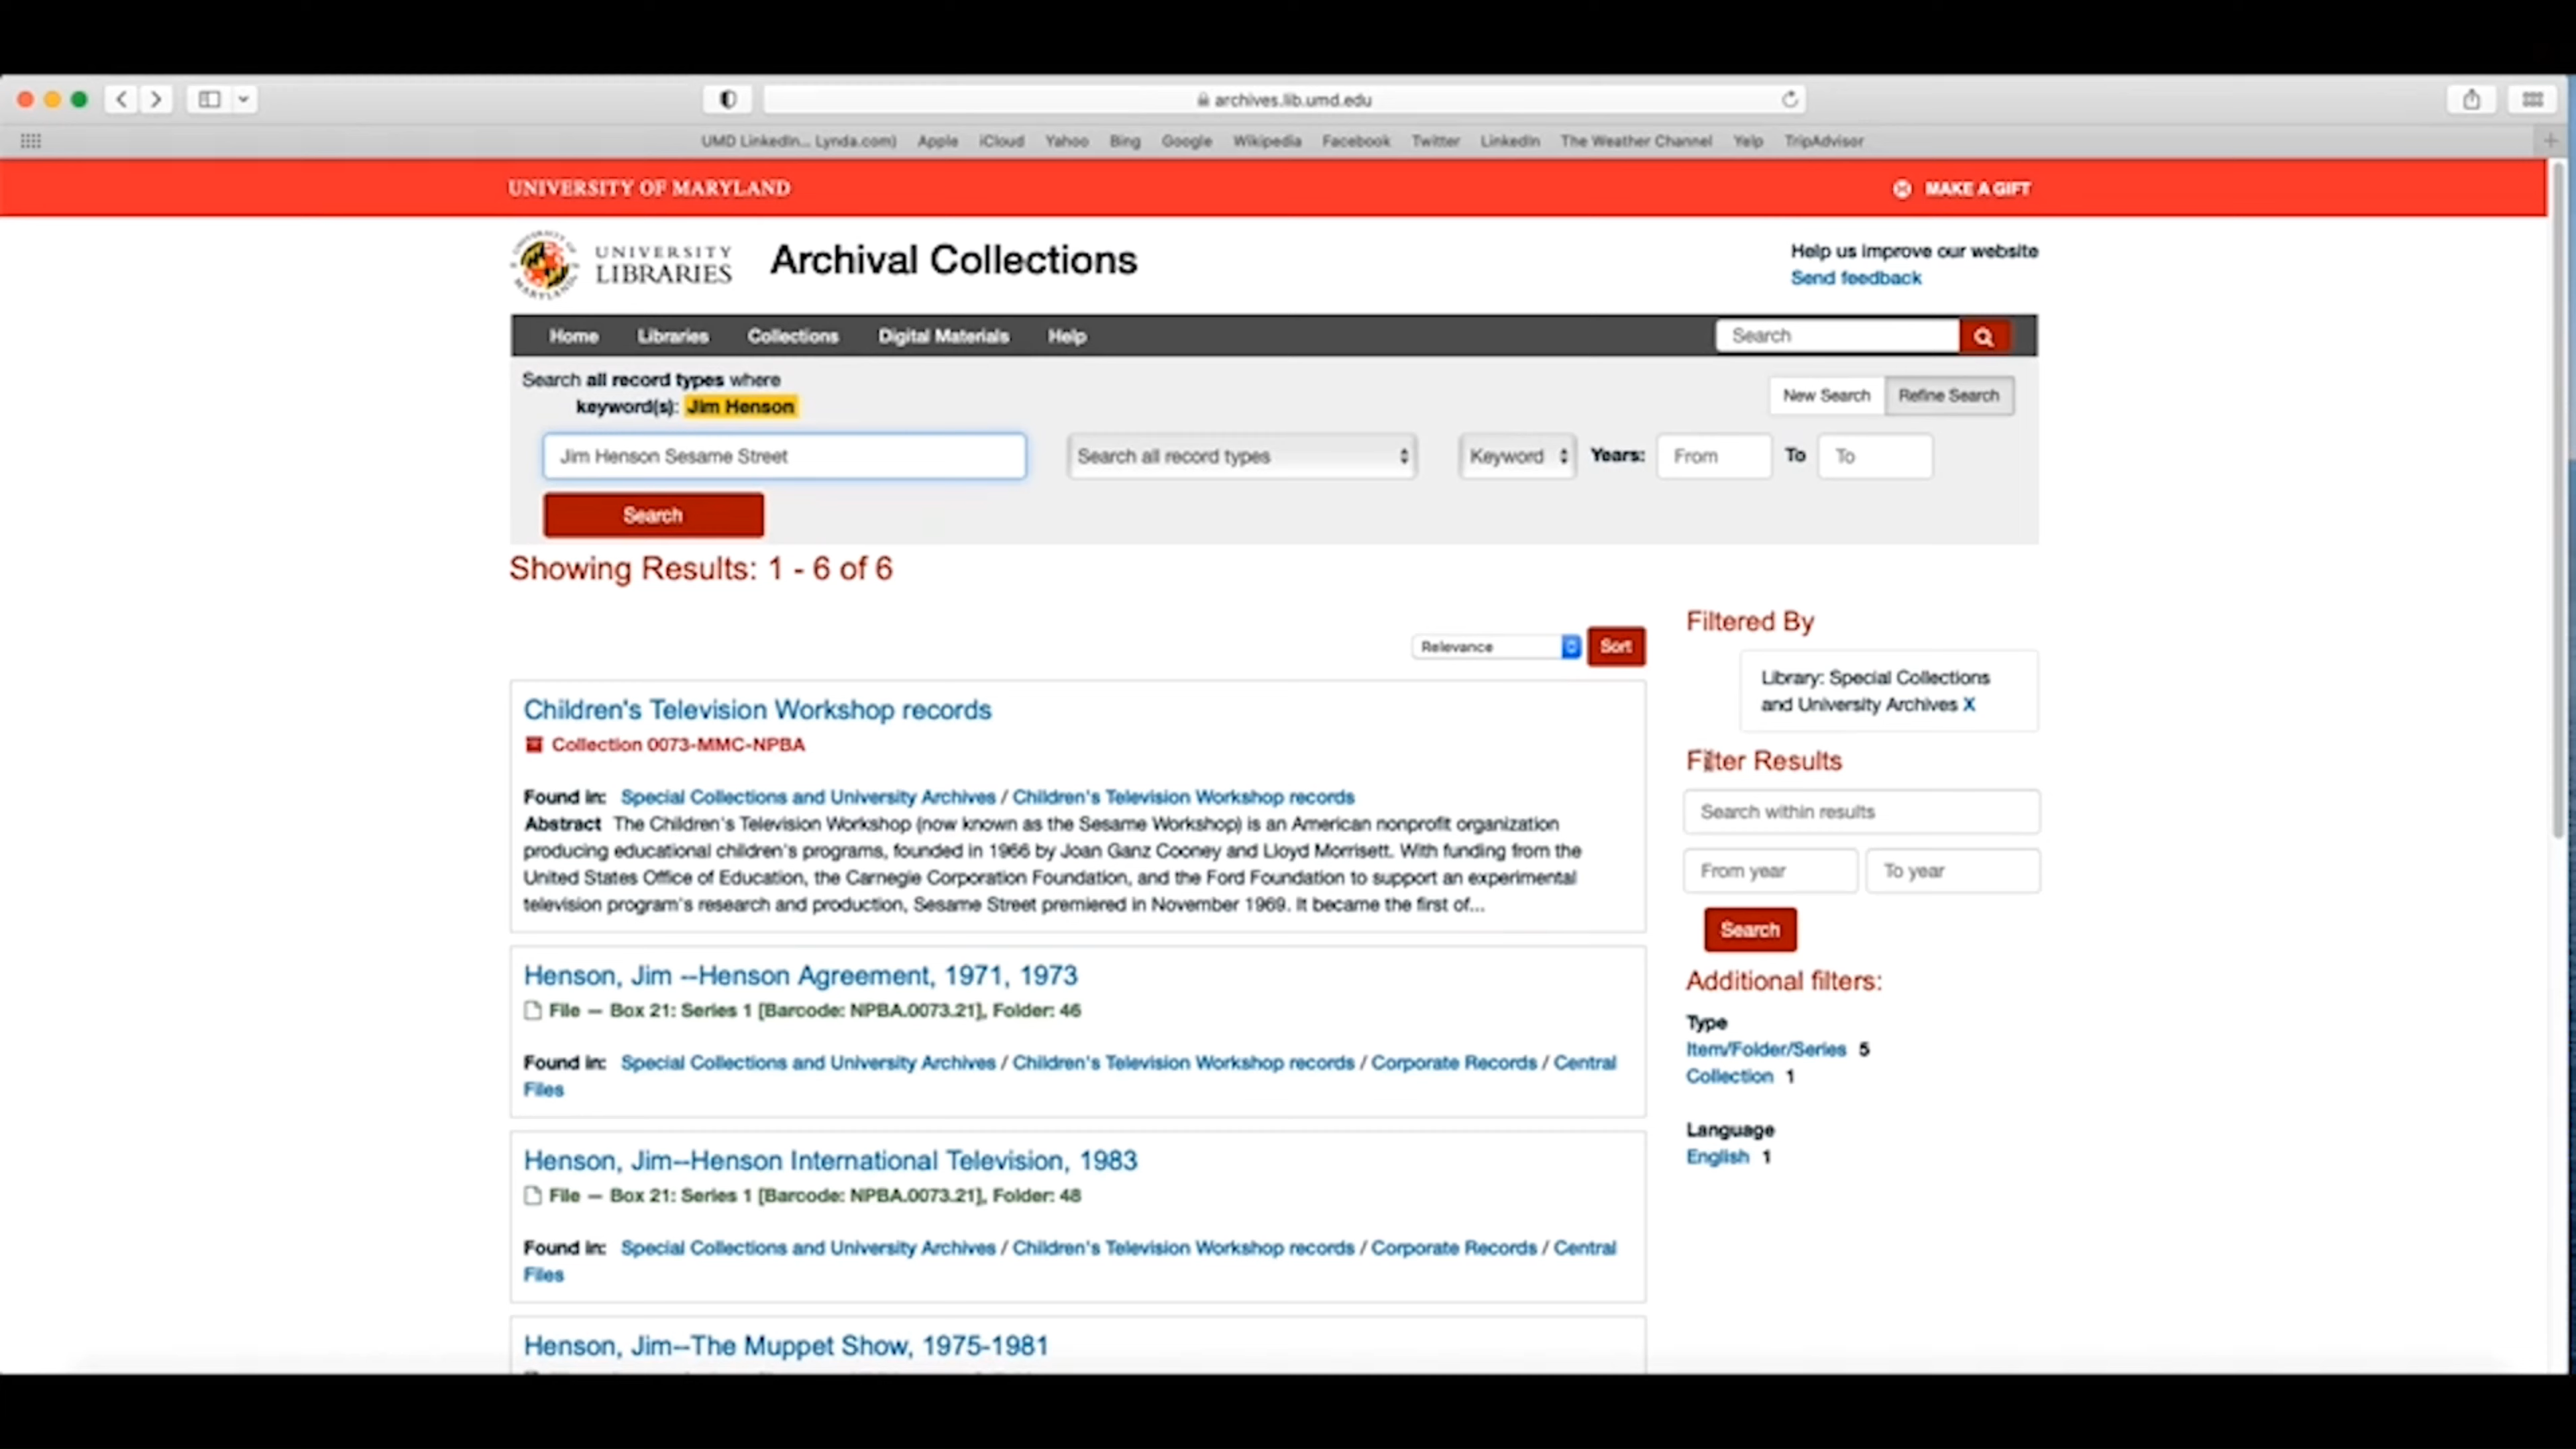 archives.lib.umd.edu
UMD LinkedIn... Lynda.com) Apple iCloud Yahoo Bing Google Wikipedia Facebook Twitter LinkedIn The Weather Channel Yelp TripAdvisor
UNIVERSITY OF MARYLAND
MAKE A GIFT
UNIVERSITY
LIBRARIES
Archival Collections
Help us improve our website
Send feedback
Home Libraries Collections Digital Materials Help
Search
Search all record types where
keyword(s): Jim Henson
New Search Refine Search
Jim Henson Sesame Street
Search all record types
Keyword
Years: From To To
Search
Showing Results: 1 - 6 of 6
Relevance Sort
Children's Television Workshop records
Collection 0073-MMC-NPBA
Found in: Special Collections and University Archives / Children's Television Workshop records
Abstract The Children's Television Workshop (now known as the Sesame Workshop) is an American nonprofit organization
producing educational children's programs, founded in 1966 by Joan Ganz Cooney and Lloyd Morrisett. With funding from the
United States Office of Education, the Carnegie Corporation Foundation, and the Ford Foundation to support an experimental
television program's research and production, Sesame Street premiered in November 1969. It became the first of...
Henson, Jim --Henson Agreement, 1971, 1973
File — Box 21: Series 1 [Barcode: NPBA.0073.21], Folder: 46
Found in: Special Collections and University Archives / Children's Television Workshop records / Corporate Records / Central
Files
Henson, Jim--Henson International Television, 1983
File — Box 21: Series 1 [Barcode: NPBA.0073.21], Folder: 48
Found in: Special Collections and University Archives / Children's Television Workshop records / Corporate Records / Central
Files
Henson, Jim--The Muppet Show, 1975-1981
Filtered By
Library: Special Collections
and University Archives X
Filter Results
Search within results
From year To year
Search
Additional filters:
Type
Item/Folder/Series 5
Collection 1
Language
English 1